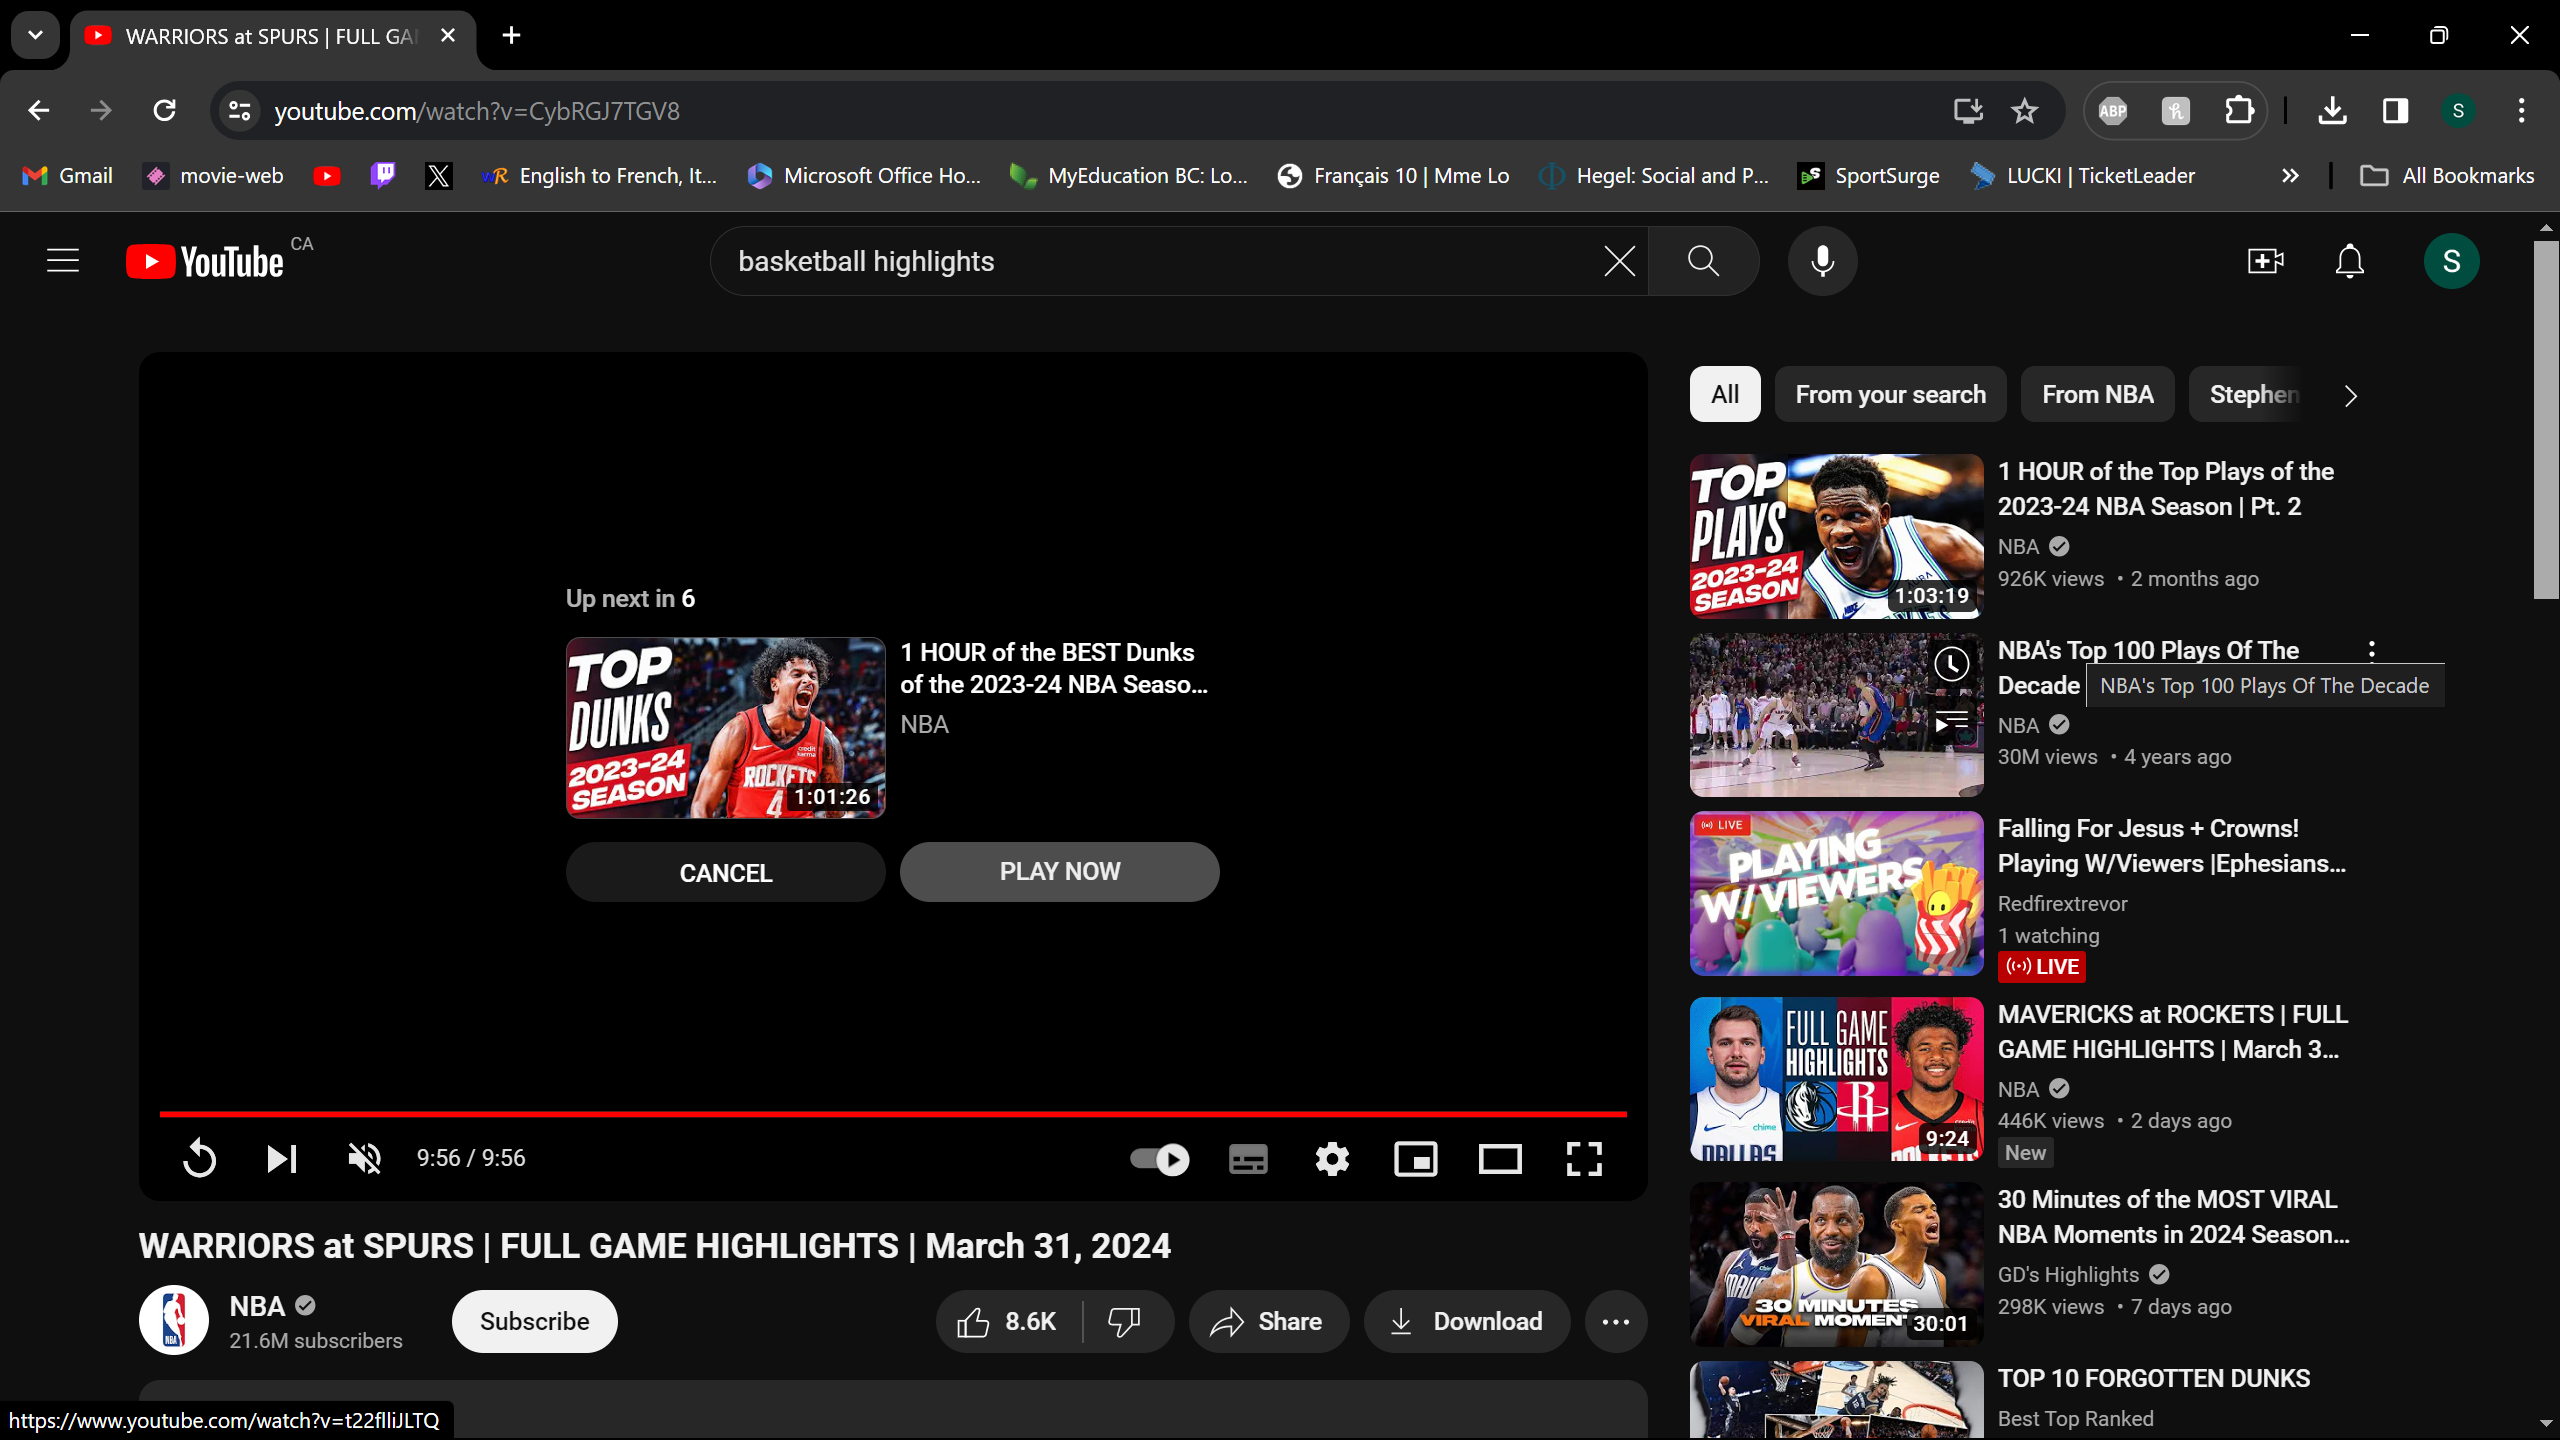 WARRIORS at SPURS | FULL GA
youtube.com/watch?v=CybRGJ7TGV8
ABP
S
Gmail
movie-web
English to French, It...
Microsoft Office Ho...
MyEducation BC: Lo...
Français 10 | Mme Lo
Hegel: Social and P...
SportSurge
LUCKI | TicketLeader
All Bookmarks
YouTube CA
basketball highlights
S
Up next in 6
TOP
DUNKS
2023-24
SEASON
ROCKETS
4
1:01:26
1 HOUR of the BEST Dunks
of the 2023-24 NBA Seaso...
NBA
CANCEL
PLAY NOW
9:56 / 9:56
WARRIORS at SPURS | FULL GAME HIGHLIGHTS | March 31, 2024
NBA
21.6M subscribers
Subscribe
8.6K
Share
Download
https://www.youtube.com/watch?v=t22flliJLTQ
All
From your search
From NBA
Stephen
TOP
PLAYS
2023-24
SEASON
1:03:19
1 HOUR of the Top Plays of the
2023-24 NBA Season | Pt. 2
NBA
926K views • 2 months ago
NBA's Top 100 Plays Of The
Decade
NBA's Top 100 Plays Of The Decade
NBA
30M views • 4 years ago
LIVE
PLAYING
W/VIEWERS
Falling For Jesus + Crowns!
Playing W/Viewers |Ephesians...
Redfirextrevor
1 watching
LIVE
FULL GAME
HIGHLIGHTS
chime
DALLAS
9:24
MAVERICKS at ROCKETS | FULL
GAME HIGHLIGHTS | March 3...
NBA
446K views • 2 days ago
New
30 MINUTES
VIRAL MOMEN
30:01
30 Minutes of the MOST VIRAL
NBA Moments in 2024 Season...
GD's Highlights
298K views • 7 days ago
TOP 10 FORGOTTEN DUNKS
Best Top Ranked